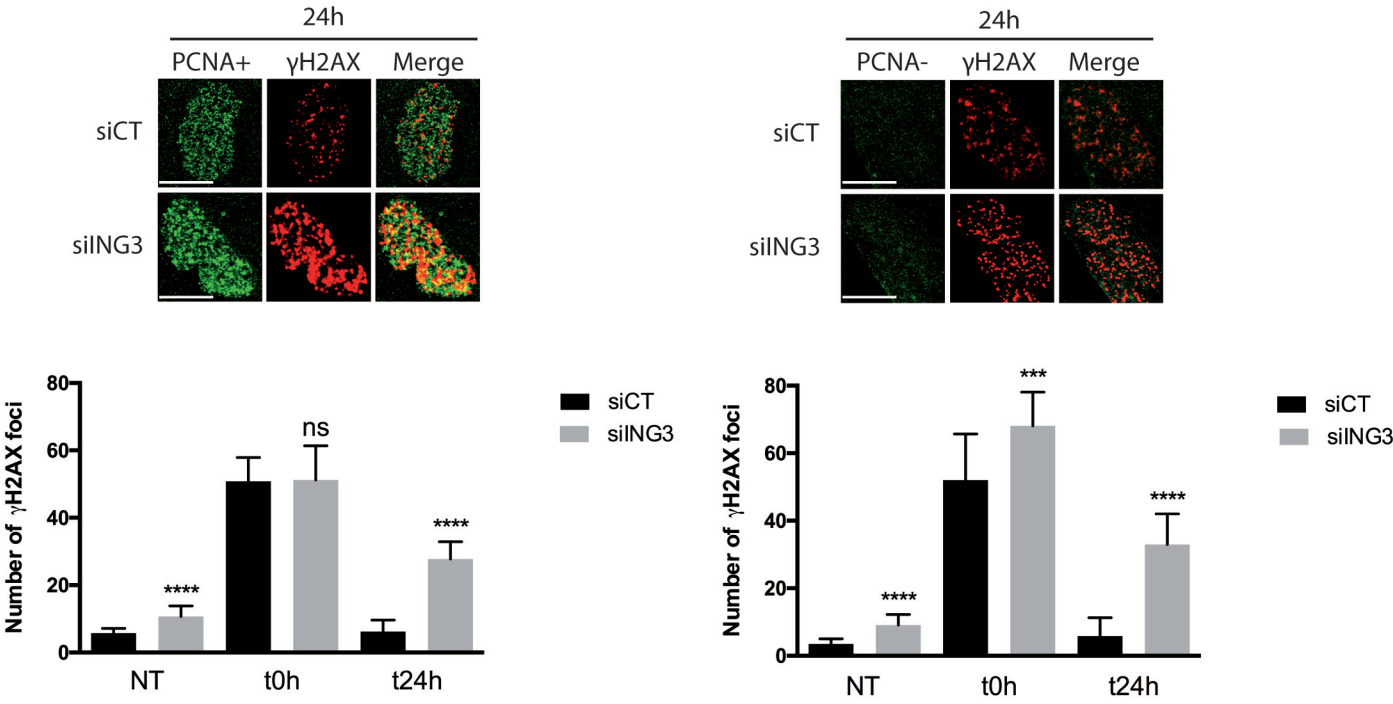 24h
PCNA+ γH2AX Merge
siCT
siING3
24h
PCNA- γH2AX Merge
siCT
siING3
Number of γH2AX foci
80
60
40
20
0
**** ns ****
NT t0h t24h
siCT
siING3
Number of γH2AX foci
80
60
40
20
0
**** *** ****
NT t0h t24h
siCT
siING3